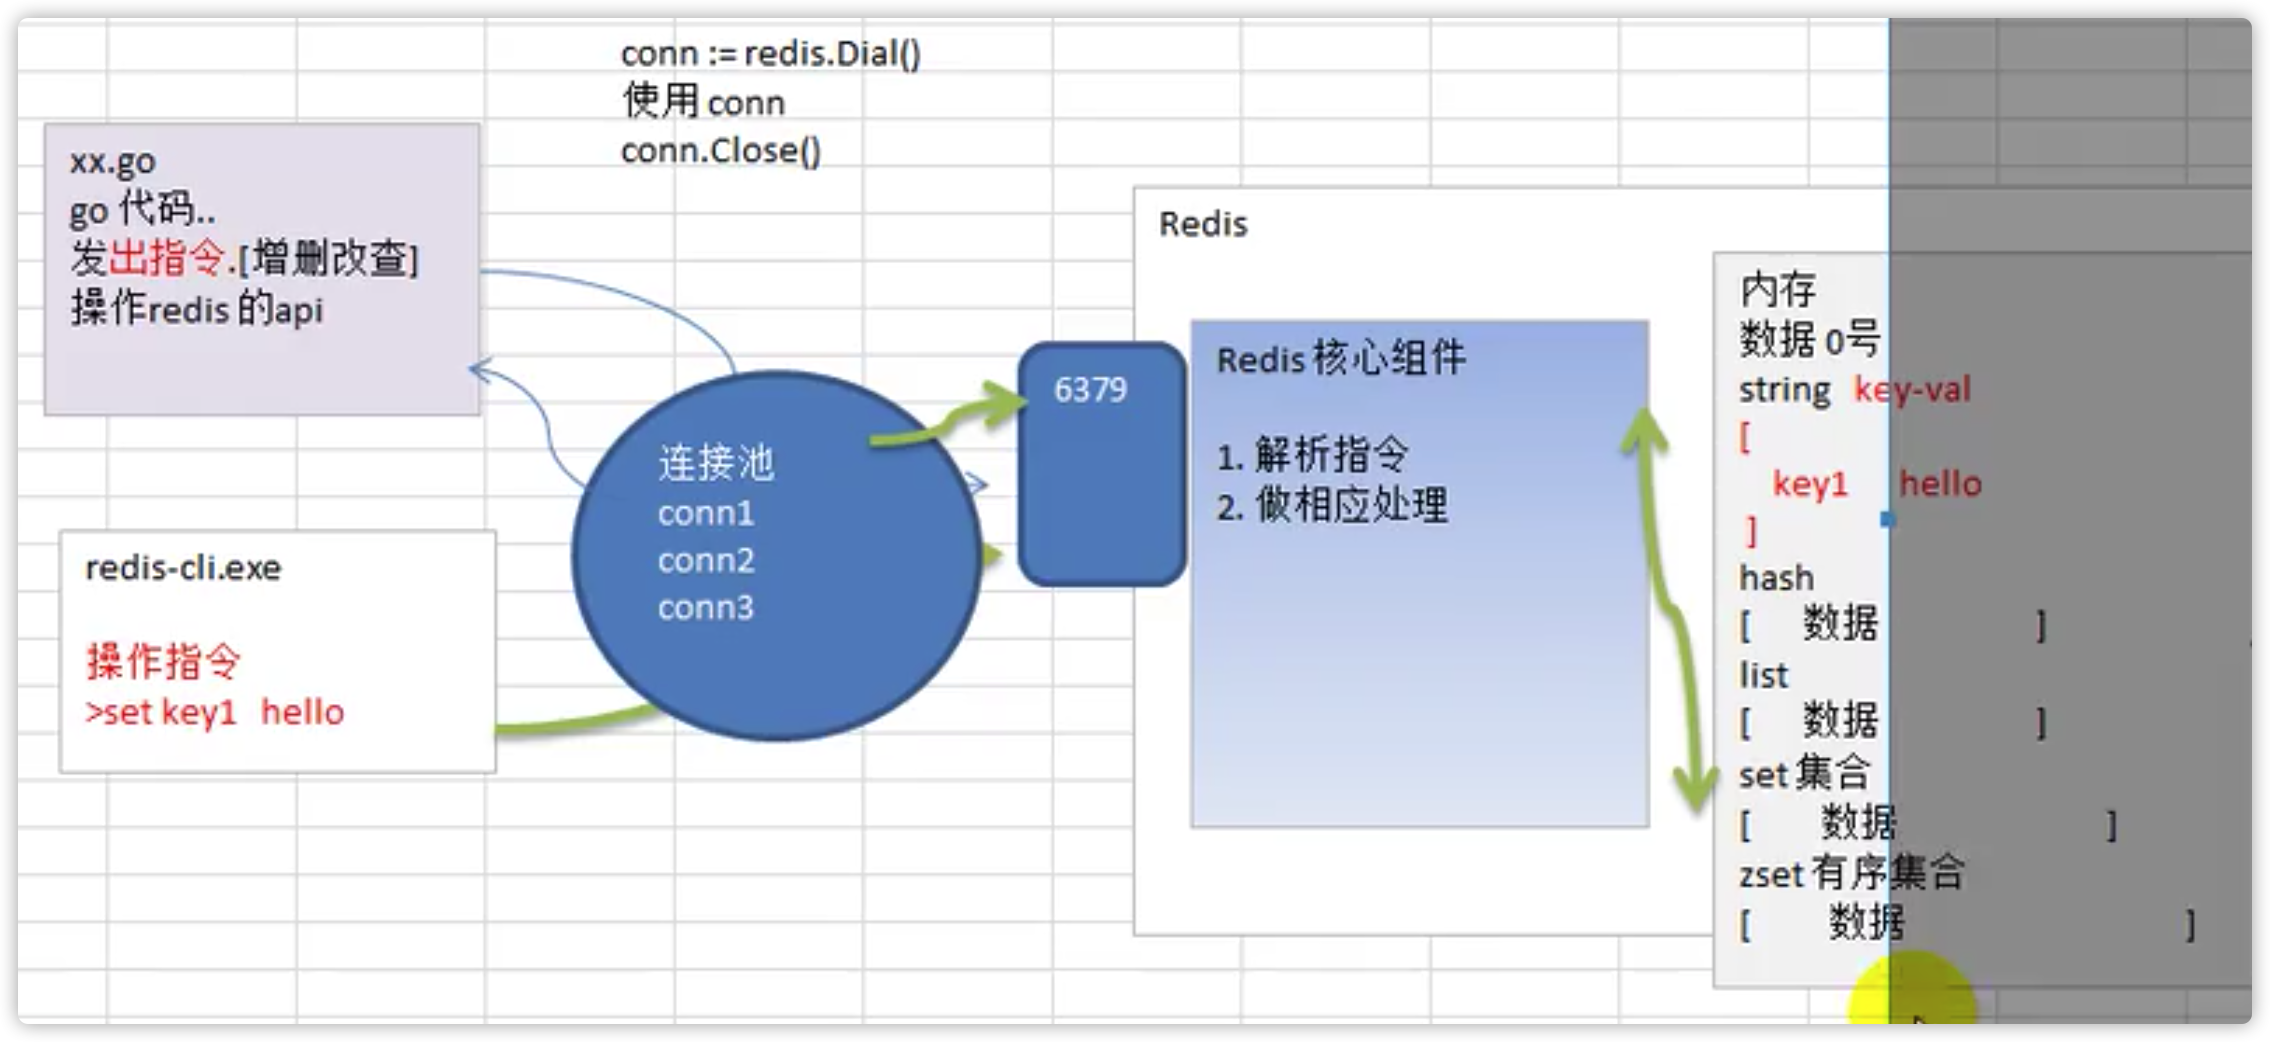 conn := redis.Dial()
使用 conn
conn.Close()
xx.go
go 代码..
发出指令.[增删改查]
操作redis 的api
redis-cli.exe
操作指令
>set key1 hello
连接池
conn1
conn2
conn3
6379
Redis
Redis 核心组件
1. 解析指令
2. 做相应处理
内存
数据 0号
string key-val
[
key1 hello
]
hash
[ 数据 ]
list
[ 数据 ]
set 集合
[ 数据 ]
zset 有序集合
[ 数据 ]